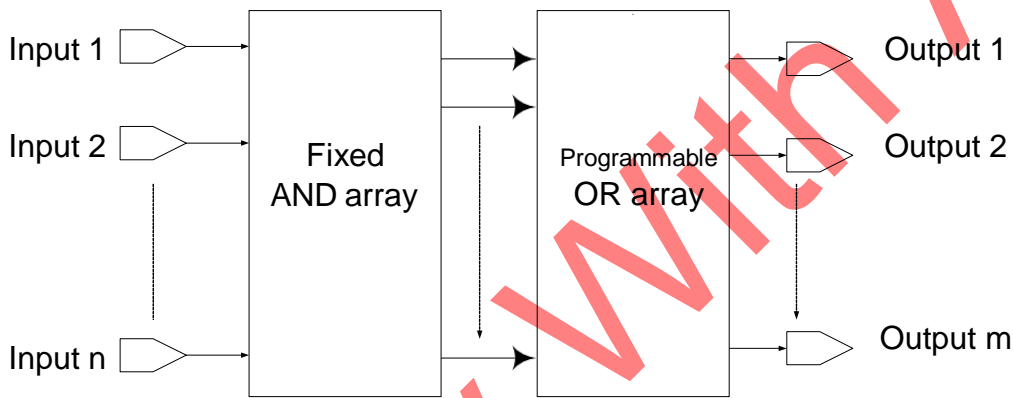 Input 1
Input 2
Input n
Fixed
AND array
Programmable
OR array
Output 1
Output 2
Output m
With